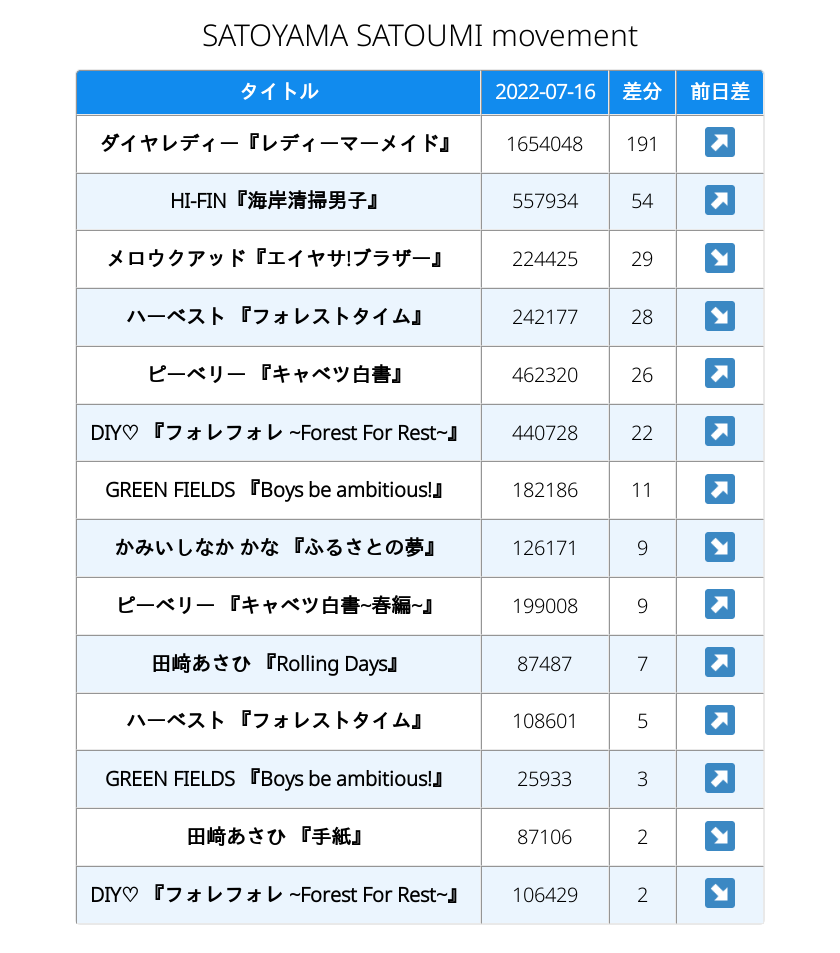 SATOYAMA SATOUMI movement
タイトル 2022-07-16 差分 前日差
ダイヤレディー『レディーマーメイド』 1654048 191 ↗
HI-FIN『海岸清掃男子』 557934 54 ↗
メロウクアッド『エイヤサ!ブラザー』 224425 29 ↘
ハーベスト 『フォレストタイム』 242177 28 ↘
ピーベリー 『キャベツ白書』 462320 26 ↗
DIY♡ 『フォレフォレ ~Forest For Rest~』 440728 22 ↗
GREEN FIELDS 『Boys be ambitious!』 182186 11 ↗
かみいしなか かな 『ふるさとの夢』 126171 9 ↘
ピーベリー 『キャベツ白書~春編~』 199008 9 ↗
田﨑あさひ 『Rolling Days』 87487 7 ↗
ハーベスト 『フォレストタイム』 108601 5 ↗
GREEN FIELDS 『Boys be ambitious!』 25933 3 ↗
田﨑あさひ 『手紙』 87106 2 ↘
DIY♡ 『フォレフォレ ~Forest For Rest~』 106429 2 ↘